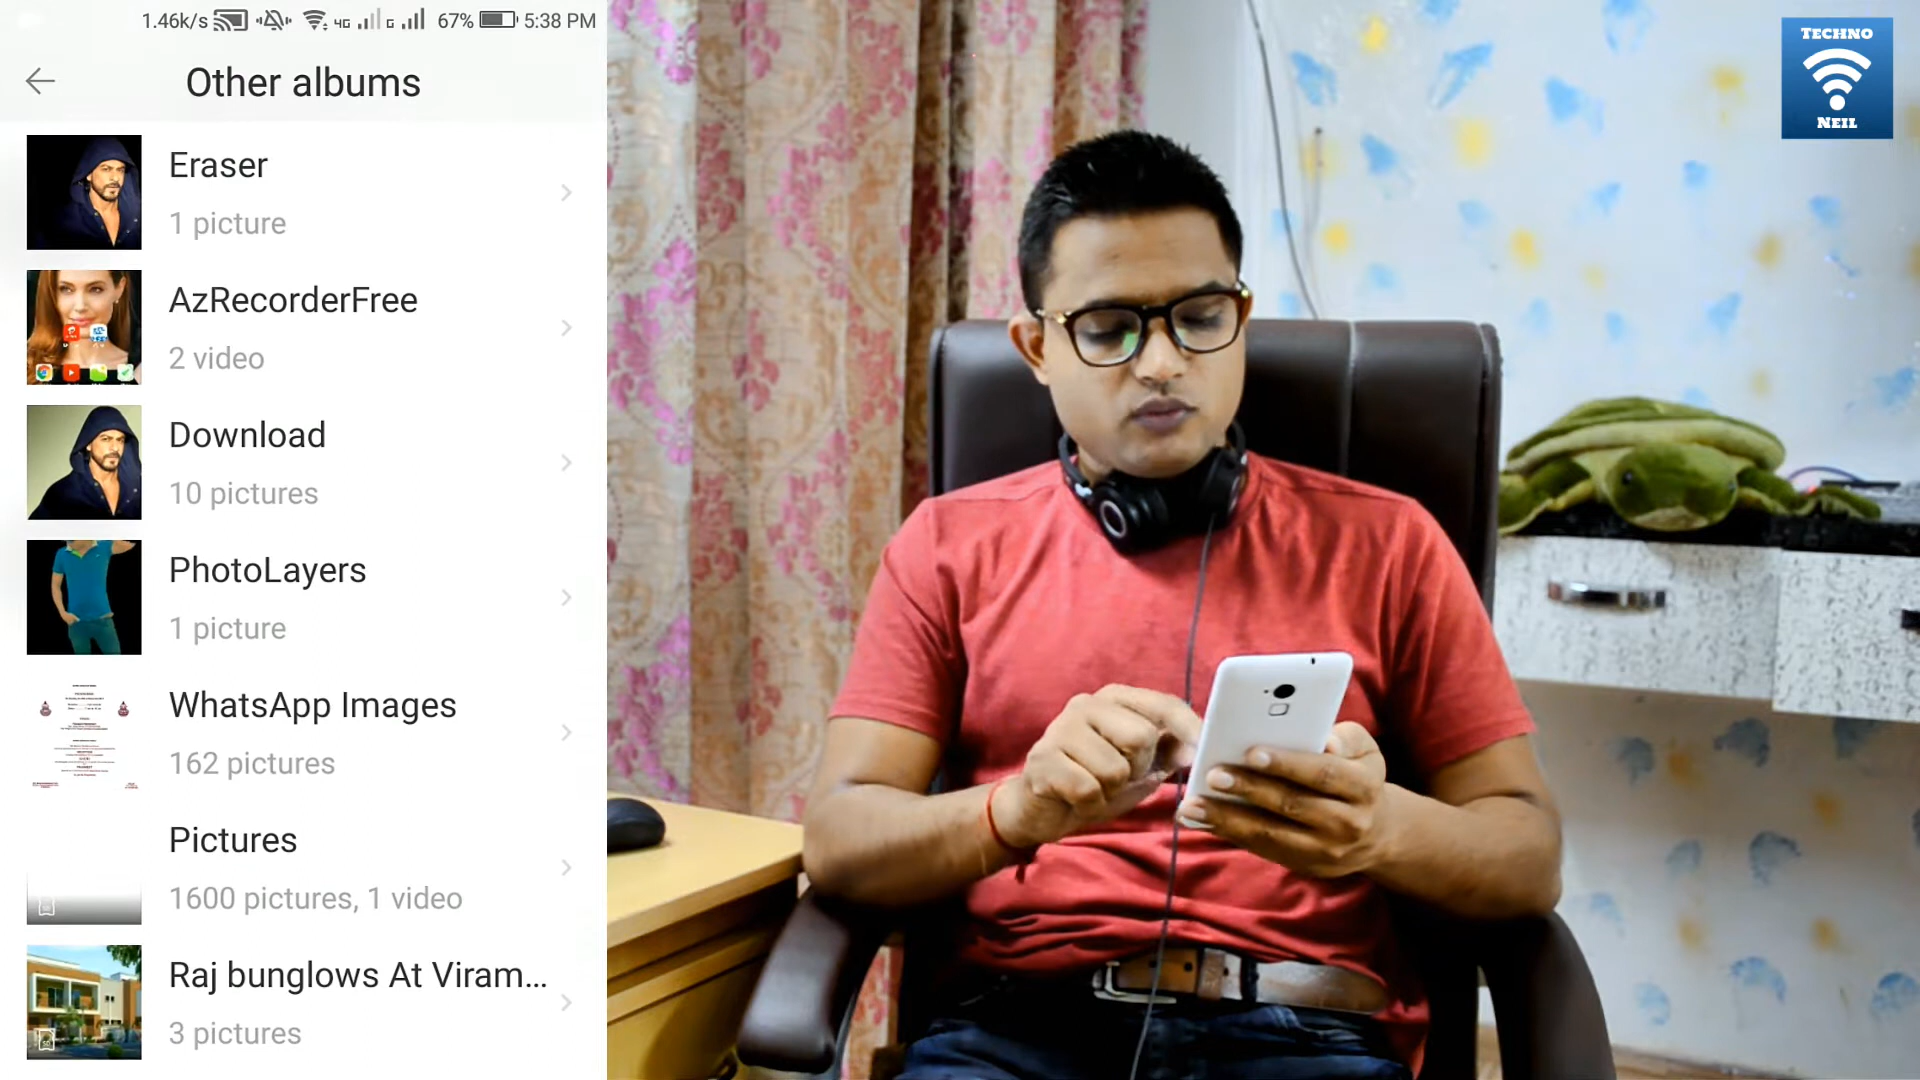 1.46k/s 4G G 67% 5:38 PM
Other albums
Eraser
1 picture
AzRecorderFree
2 video
Download
10 pictures
PhotoLayers
1 picture
WhatsApp Images
162 pictures
Pictures
1600 pictures, 1 video
Raj bunglows At Viram...
3 pictures
TECHNO
NEIL